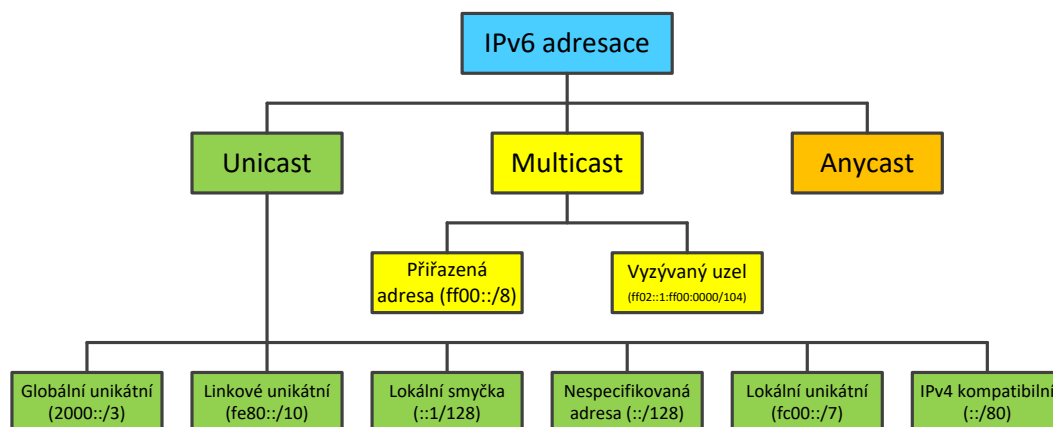 IPv6 adresace
Unicast
Multicast
Anycast
Přiřazená
adresa (ff00::/8)
Vyzývaný uzel
(ff02::1:ff00:0000/104)
Globální unikátní
(2000::/3)
Linkové unikátní
(fe80::/10)
Lokální smyčka
(::1/128)
Nespecifikovaná
adresa (::/128)
Lokální unikátní
(fc00::/7)
IPv4 kompatibilní
(::/80)